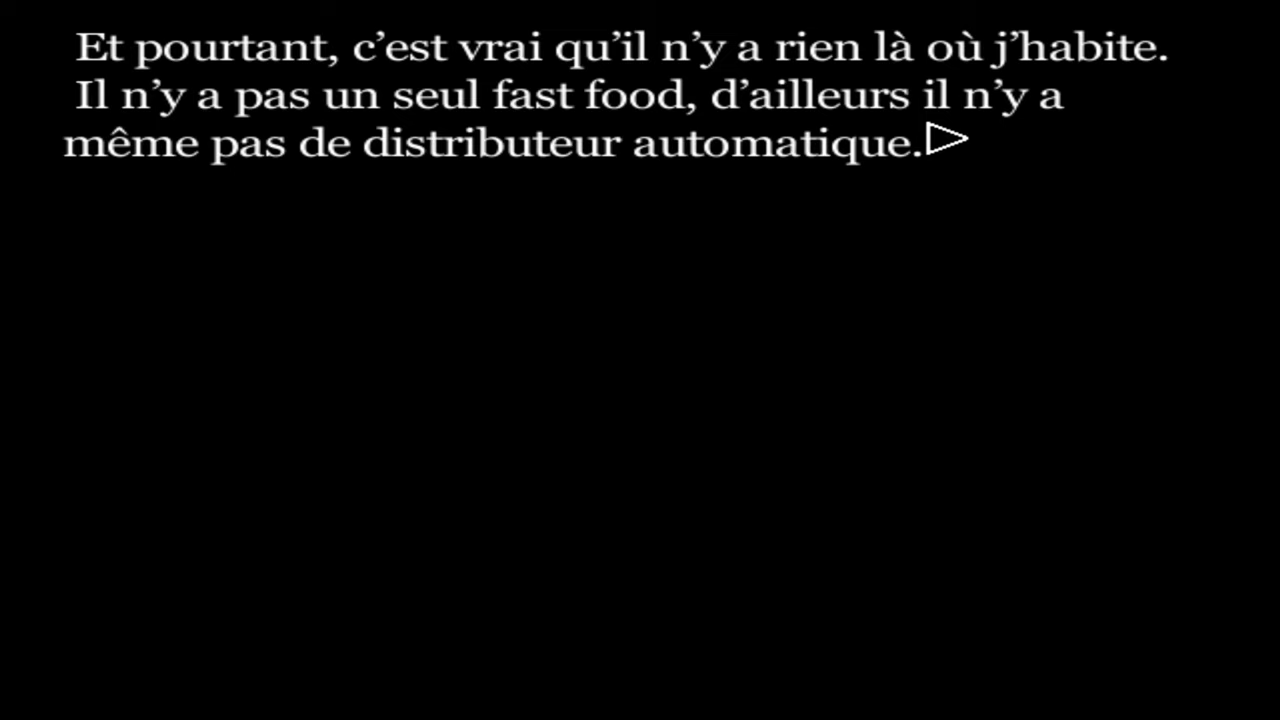 Et pourtant, c’est vrai qu’il n’y a rien là où j’habite.
Il n’y a pas un seul fast food, d’ailleurs il n’y a
même pas de distributeur automatique.